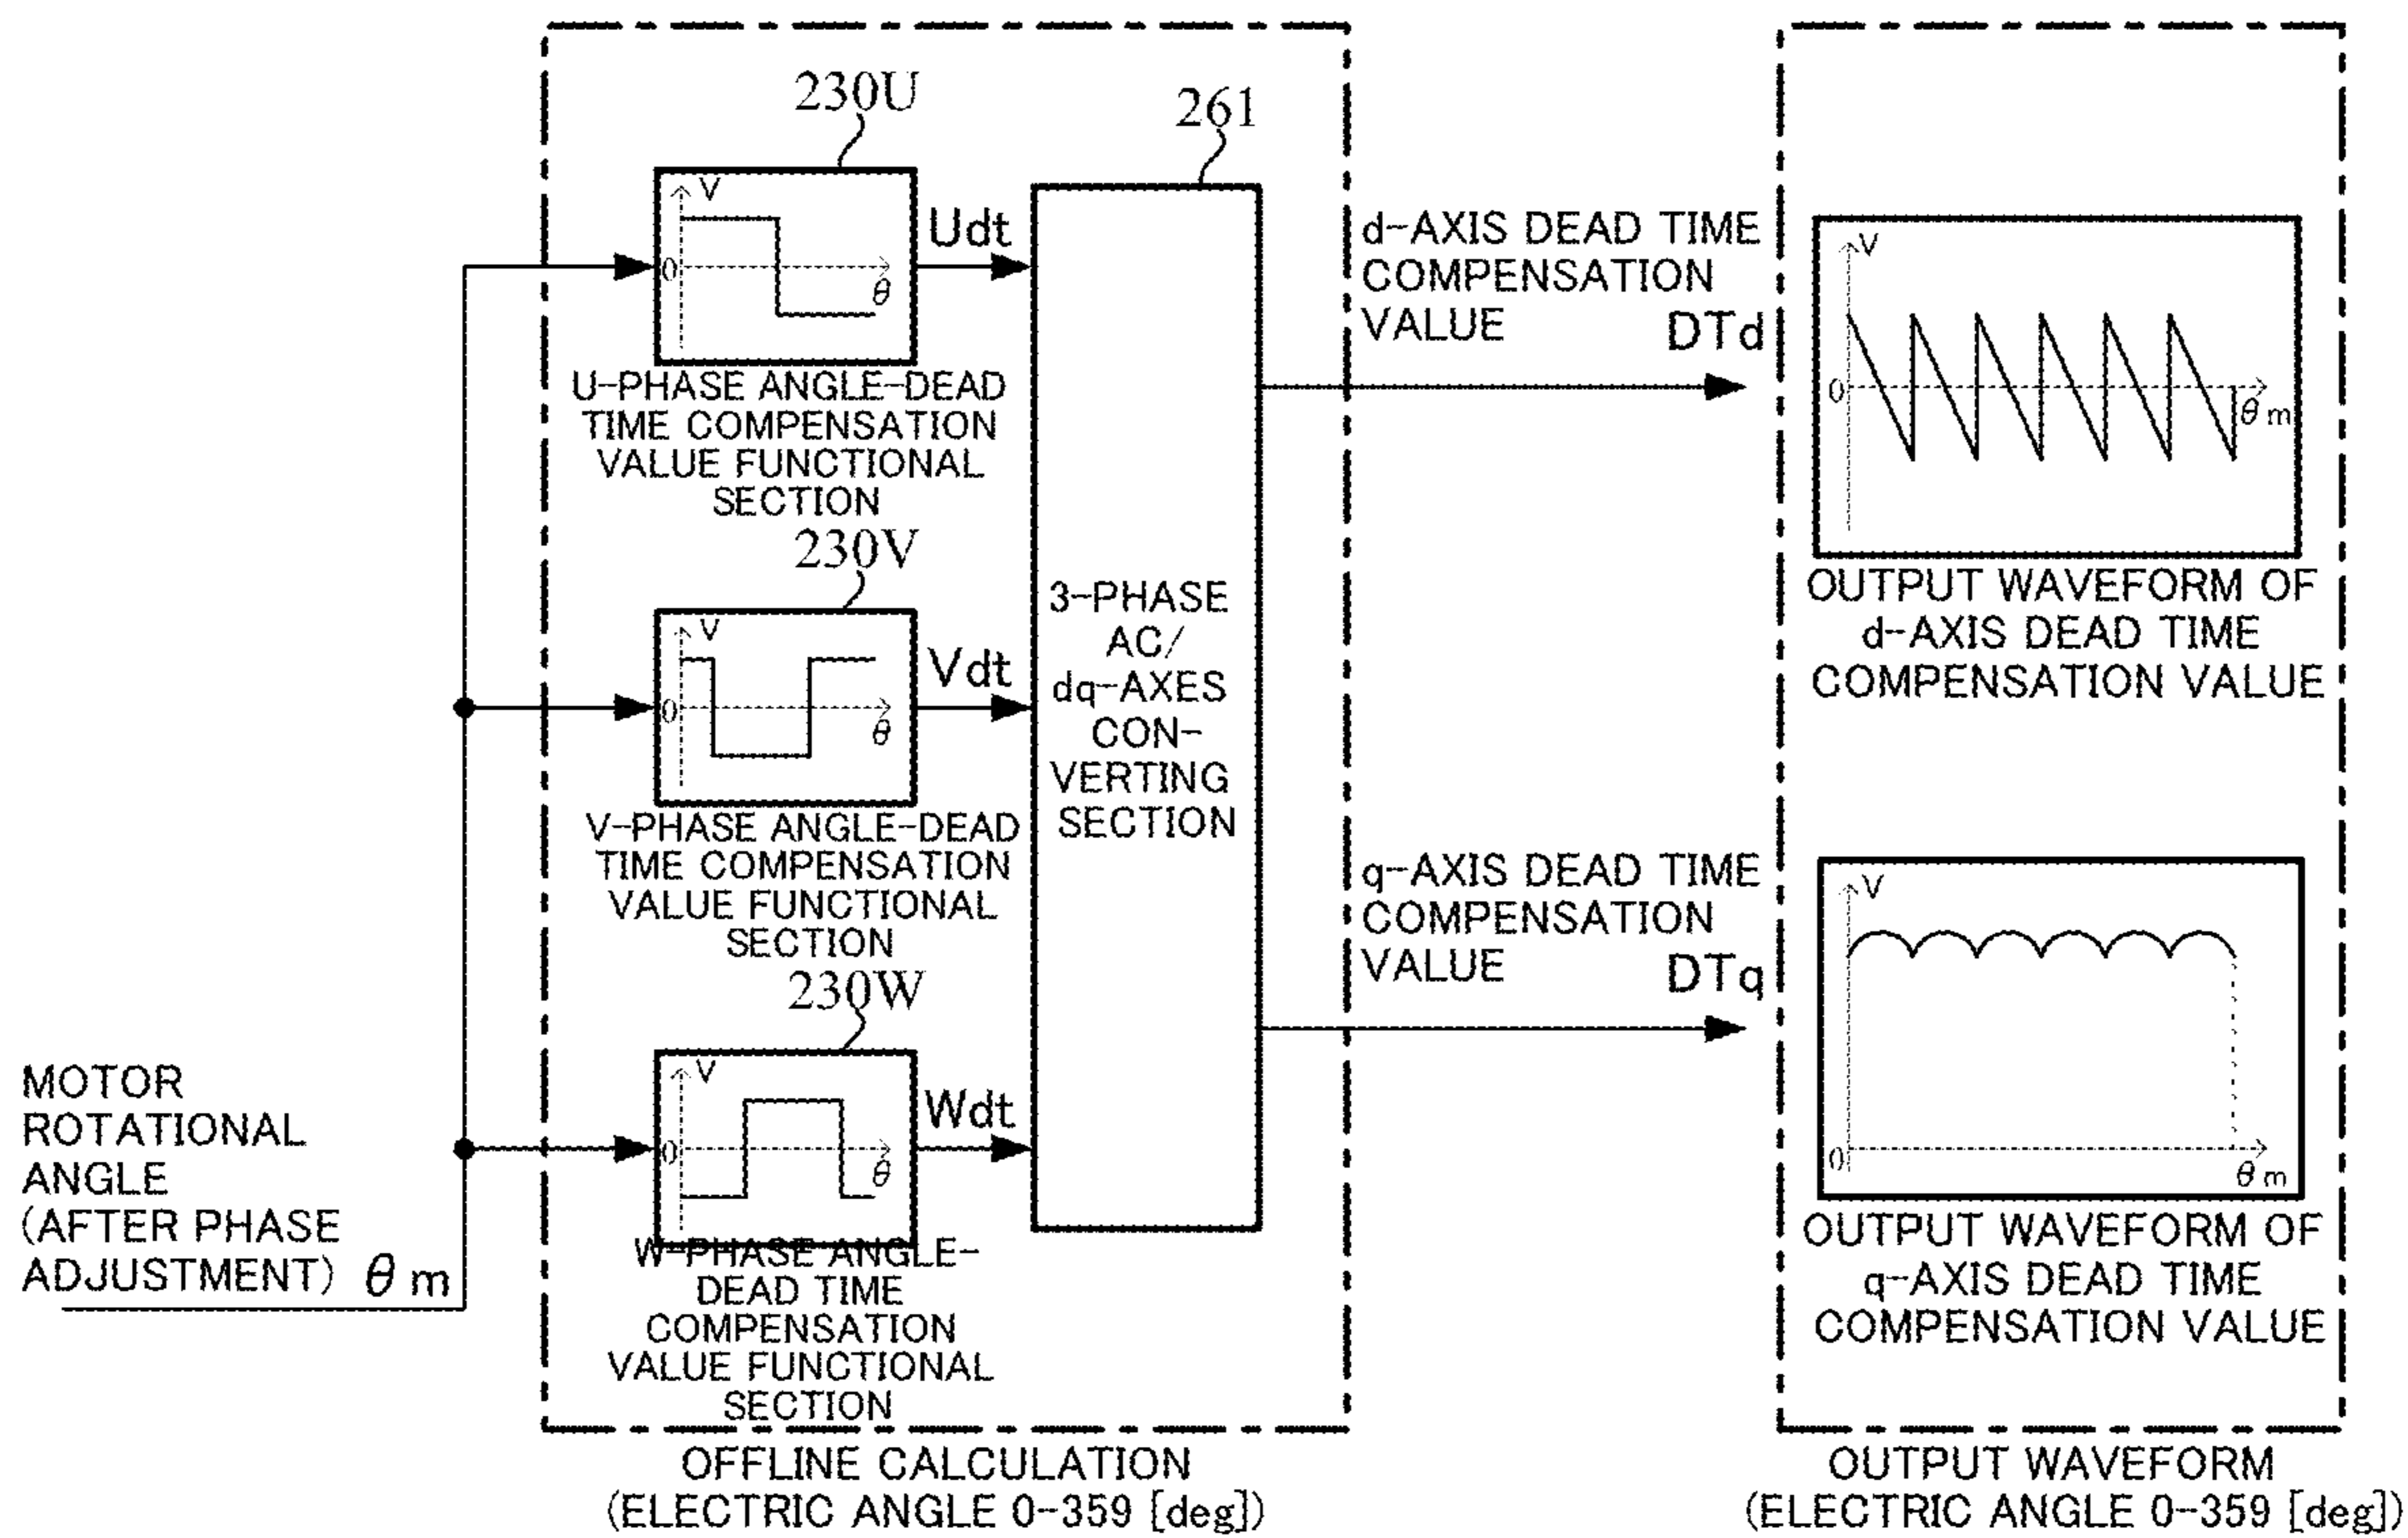 MOTOR
ROTATIONAL
ANGLE
(AFTER PHASE
ADJUSTMENT) θm
230U
V
0
θ
U-PHASE ANGLE-DEAD
TIME COMPENSATION
VALUE FUNCTIONAL
SECTION
Udt
230V
V
0
θ
V-PHASE ANGLE-DEAD
TIME COMPENSATION
VALUE FUNCTIONAL
SECTION
Vdt
230W
V
0
θ
W-PHASE ANGLE-
DEAD TIME
COMPENSATION
VALUE FUNCTIONAL
SECTION
Wdt
261
3-PHASE
AC/
dq-AXES
CON-
VERTING
SECTION
OFFLINE CALCULATION
(ELECTRIC ANGLE 0-359 [deg])
d-AXIS DEAD TIME
COMPENSATION
VALUE DTd
q-AXIS DEAD TIME
COMPENSATION
VALUE DTq
V
0
θm
OUTPUT WAVEFORM OF
d-AXIS DEAD TIME
COMPENSATION VALUE
V
0
θm
OUTPUT WAVEFORM OF
q-AXIS DEAD TIME
COMPENSATION VALUE
OUTPUT WAVEFORM
(ELECTRIC ANGLE 0-359 [deg])